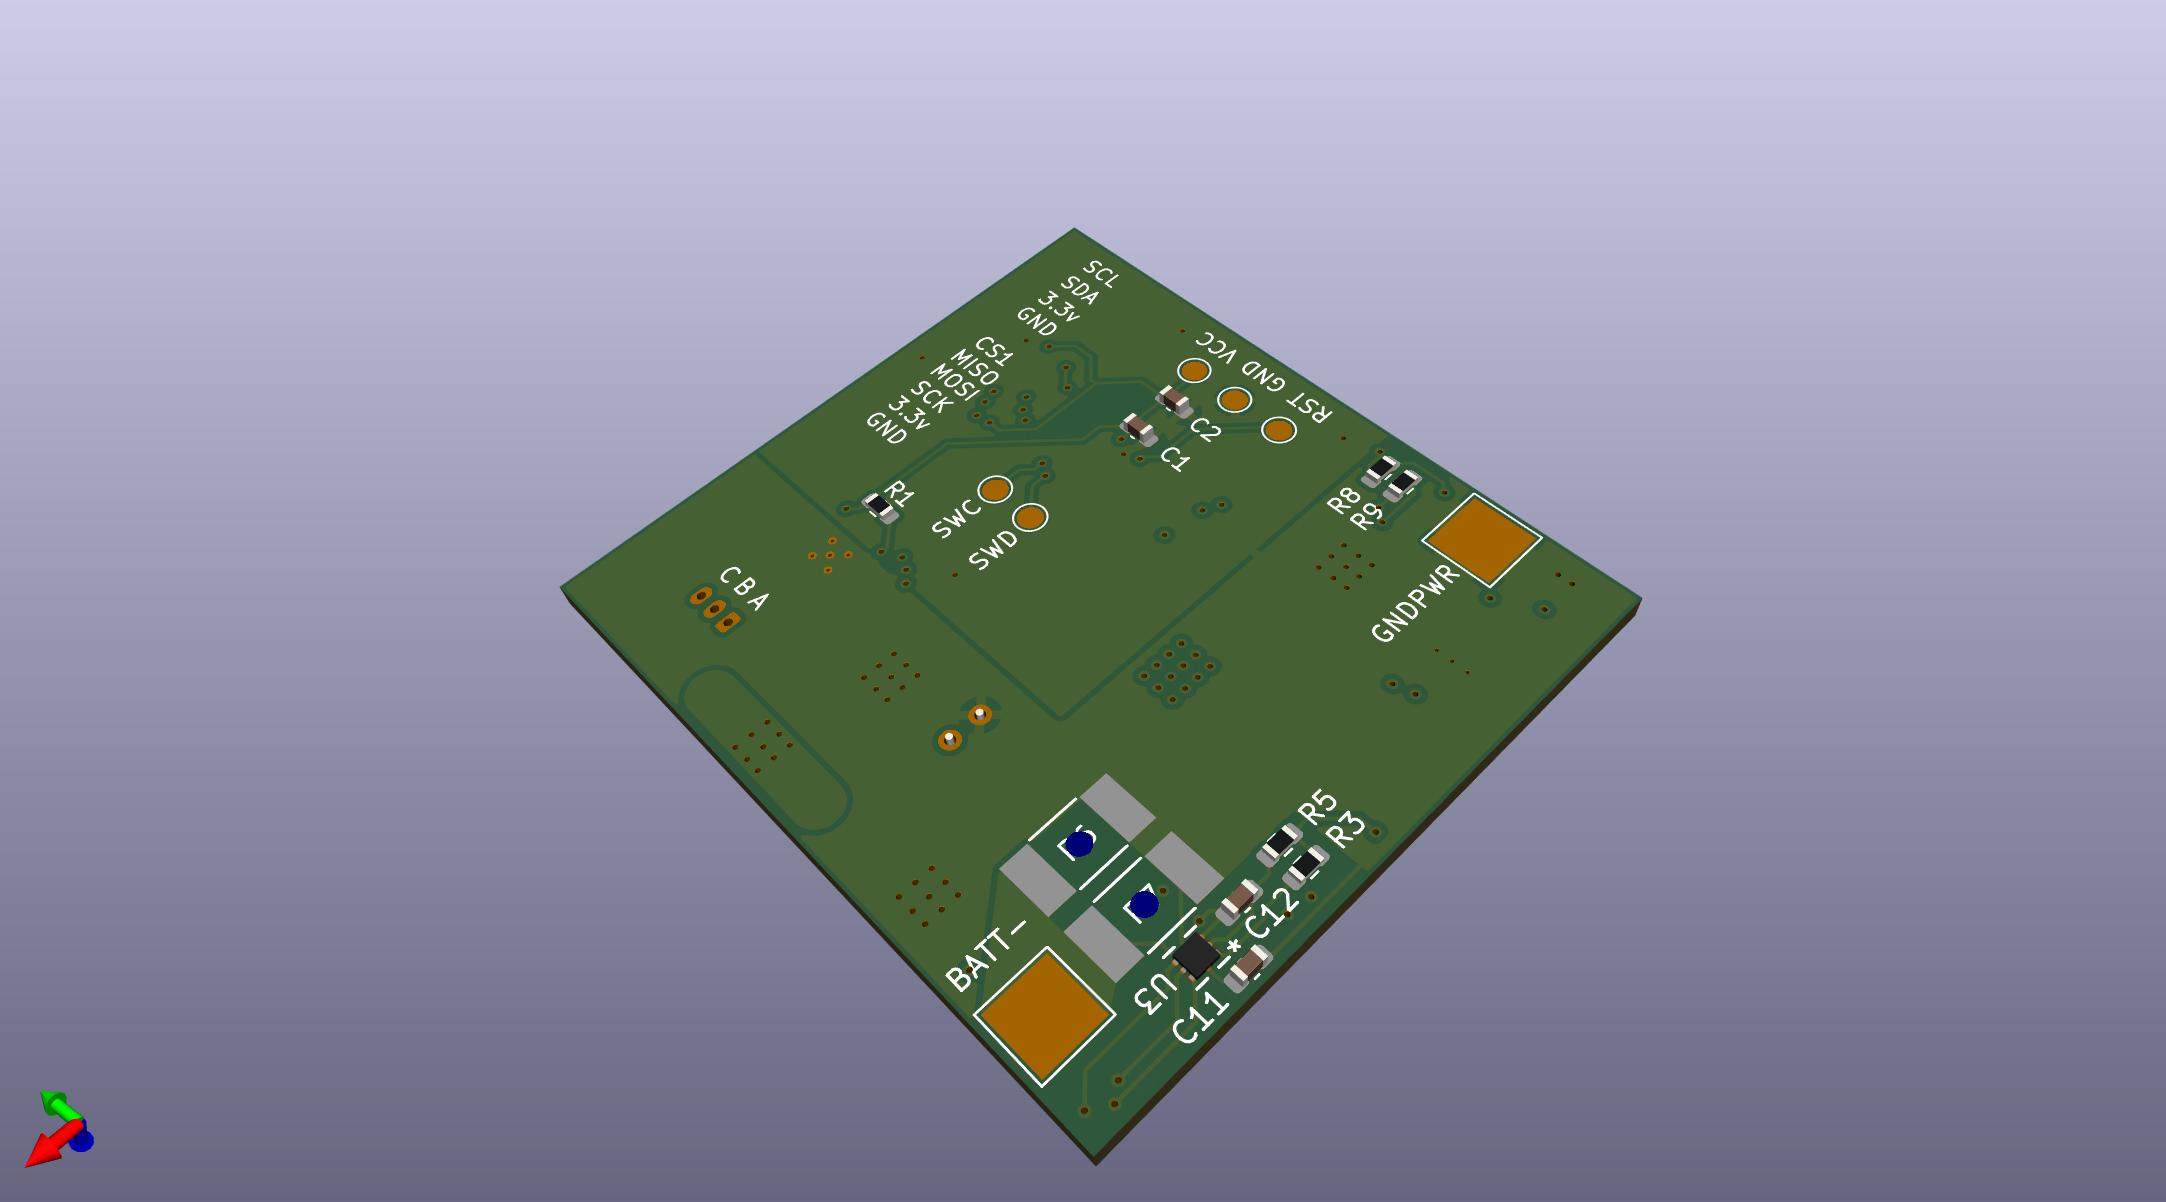 SCL
SDA
3.3v
GND
CS1
MISO
MOSI
SCK
3.3v
GND
VCC
GND
RST
C2
C1
R1
SWC
SWD
R8
R9
GNDPWR
C B A
R5
R3
C12
*
U3
C11
BATT-